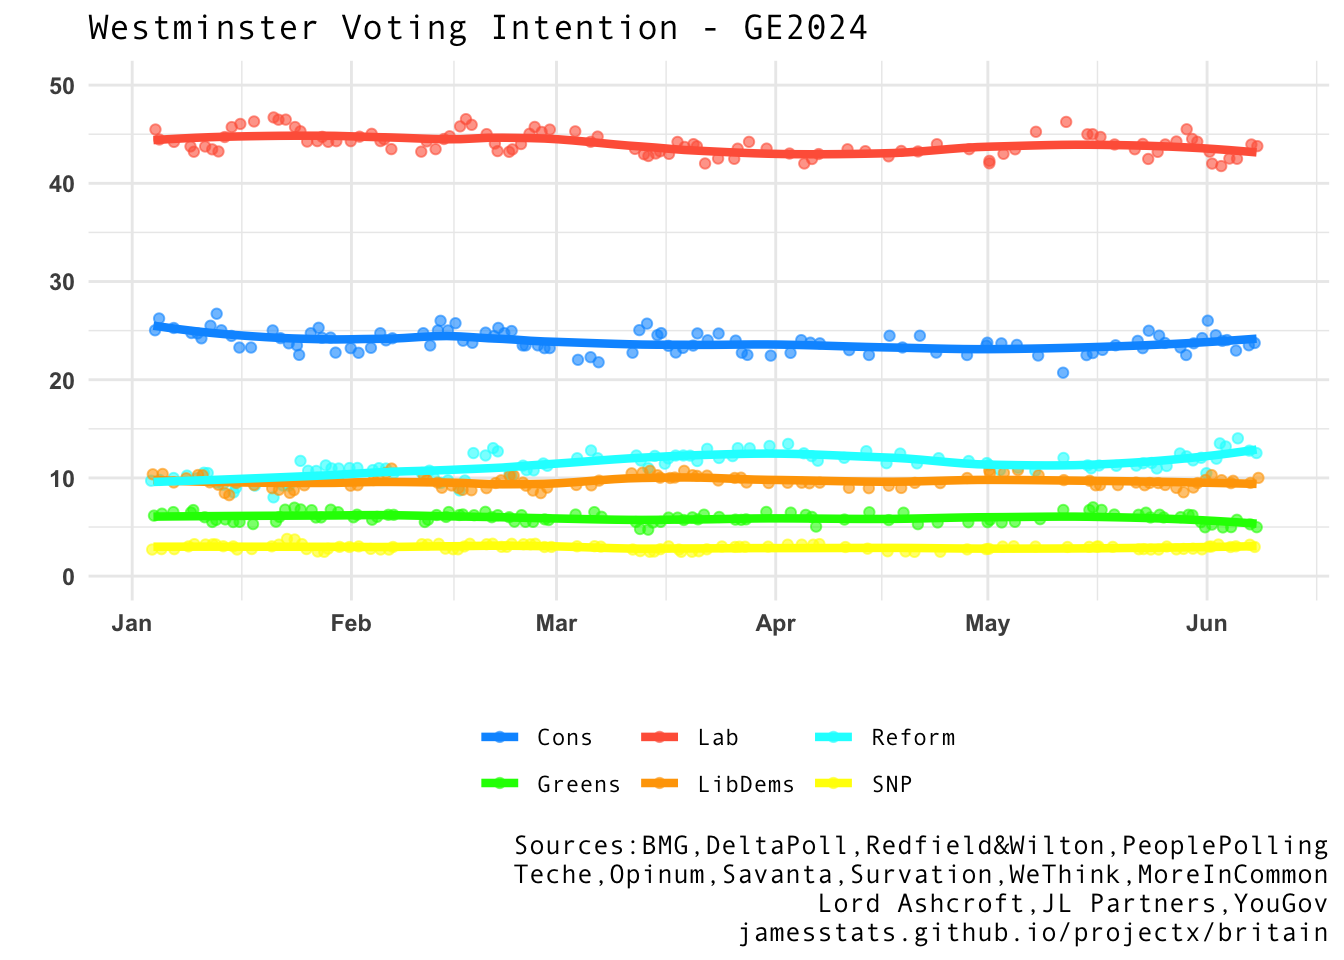 Westminster Voting Intention - GE2024
50
40
30
20
10
0
Jan Feb Mar Apr May Jun
Cons Lab Reform
Greens LibDems SNP
Sources:BMG,DeltaPoll,Redfield&Wilton,PeoplePolling
Teche,Opinum,Savanta,Survation,WeThink,MoreInCommon
Lord Ashcroft,JL Partners,YouGov
jamesstats.github.io/projectx/britain